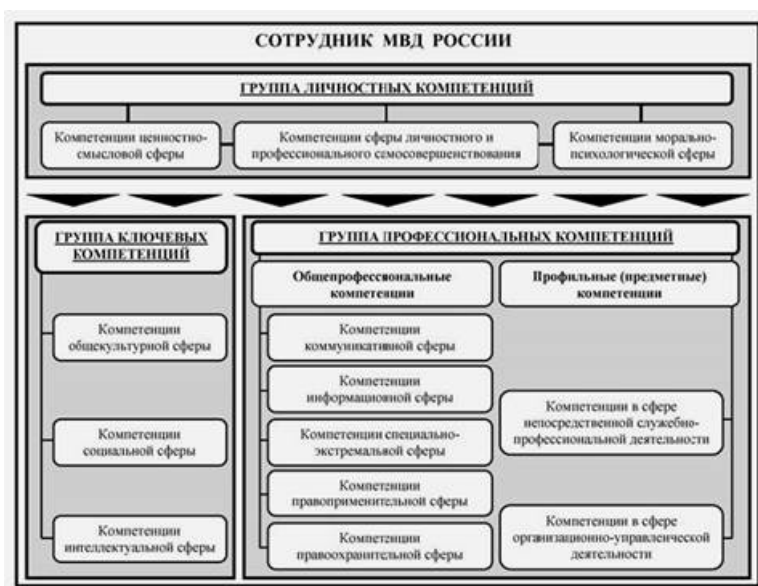 СОТРУДНИК МВД РОССИИ
ГРУППА ЛИЧНОСТНЫХ КОМПЕТЕНЦИЙ
Компетенции ценностно-
смысловой сферы
Компетенции сферы личностного и
профессионального самосовершенствования
Компетенции морально-
психологической сферы
ГРУППА КЛЮЧЕВЫХ
КОМПЕТЕНЦИЙ
Компетенции
общекультурной сферы
Компетенции
социальной сферы
Компетенции
интеллектуальной сферы
ГРУППА ПРОФЕССИОНАЛЬНЫХ КОМПЕТЕНЦИЙ
Общепрофессиональные
компетенции
Компетенции
коммуникативной сферы
Компетенции
информационной сферы
Компетенции специально-
экстремальной сферы
Компетенции
правоприменительной сферы
Компетенции
правоохранительной сферы
Профильные (предметные)
компетенции
Компетенции в сфере
непосредственной служебно-
профессиональной деятельности
Компетенции в сфере
организационно-управленческой
деятельности